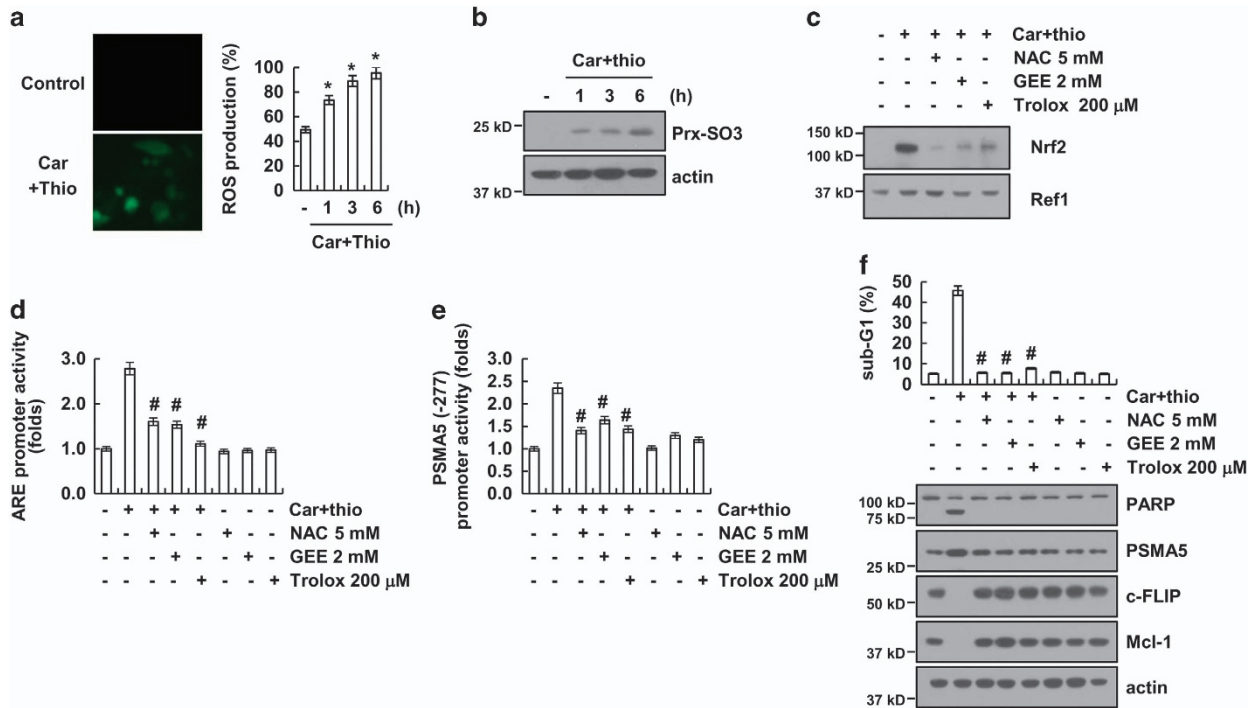 a
Control
Car
+Thio
ROS production (%)
100
80
60
40
20
0
- 1 3 6 (h)
* * *
Car+Thio
b
Car+thio
- 1 3 6 (h)
25 kD
Prx-SO3
actin
37 kD
c
- + + + + Car+thio
- - + - - NAC 5 mM
- - - + - GEE 2 mM
- - - - + Trolox 200 μM
150 kD
100 kD
Nrf2
37 kD
Ref1
d
ARE promoter activity
(folds)
3.0
2.0
1.0
0.0
# # #
- + + + + - - - Car+thio
- - + - - + - - NAC 5 mM
- - - + - - + - GEE 2 mM
- - - - + - - + Trolox 200 μM
e
PSMA5 (-277)
promoter activity (folds)
3.0
2.5
2.0
1.5
1.0
0.5
0.0
# # #
- + + + + - - - Car+thio
- - + - - + - - NAC 5 mM
- - - + - - + - GEE 2 mM
- - - - + - - + Trolox 200 μM
f
sub-G1 (%)
50
40
30
20
10
0
# # #
- + + + + - - - Car+thio
- - + - - + - - NAC 5 mM
- - - + - - + - GEE 2 mM
- - - - + - - + Trolox 200 μM
100 kD
75 kD
PARP
PSMA5
25 kD
c-FLIP
50 kD
Mcl-1
37 kD
actin
37 kD